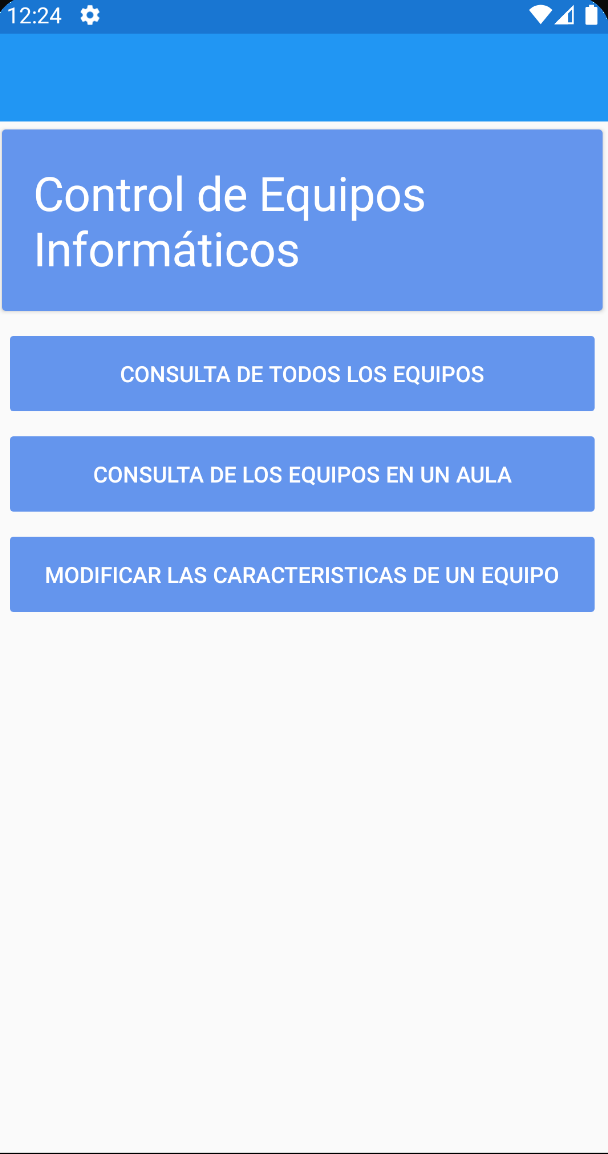 12:24
Control de Equipos
Informáticos
CONSULTA DE TODOS LOS EQUIPOS
CONSULTA DE LOS EQUIPOS EN UN AULA
MODIFICAR LAS CARACTERISTICAS DE UN EQUIPO